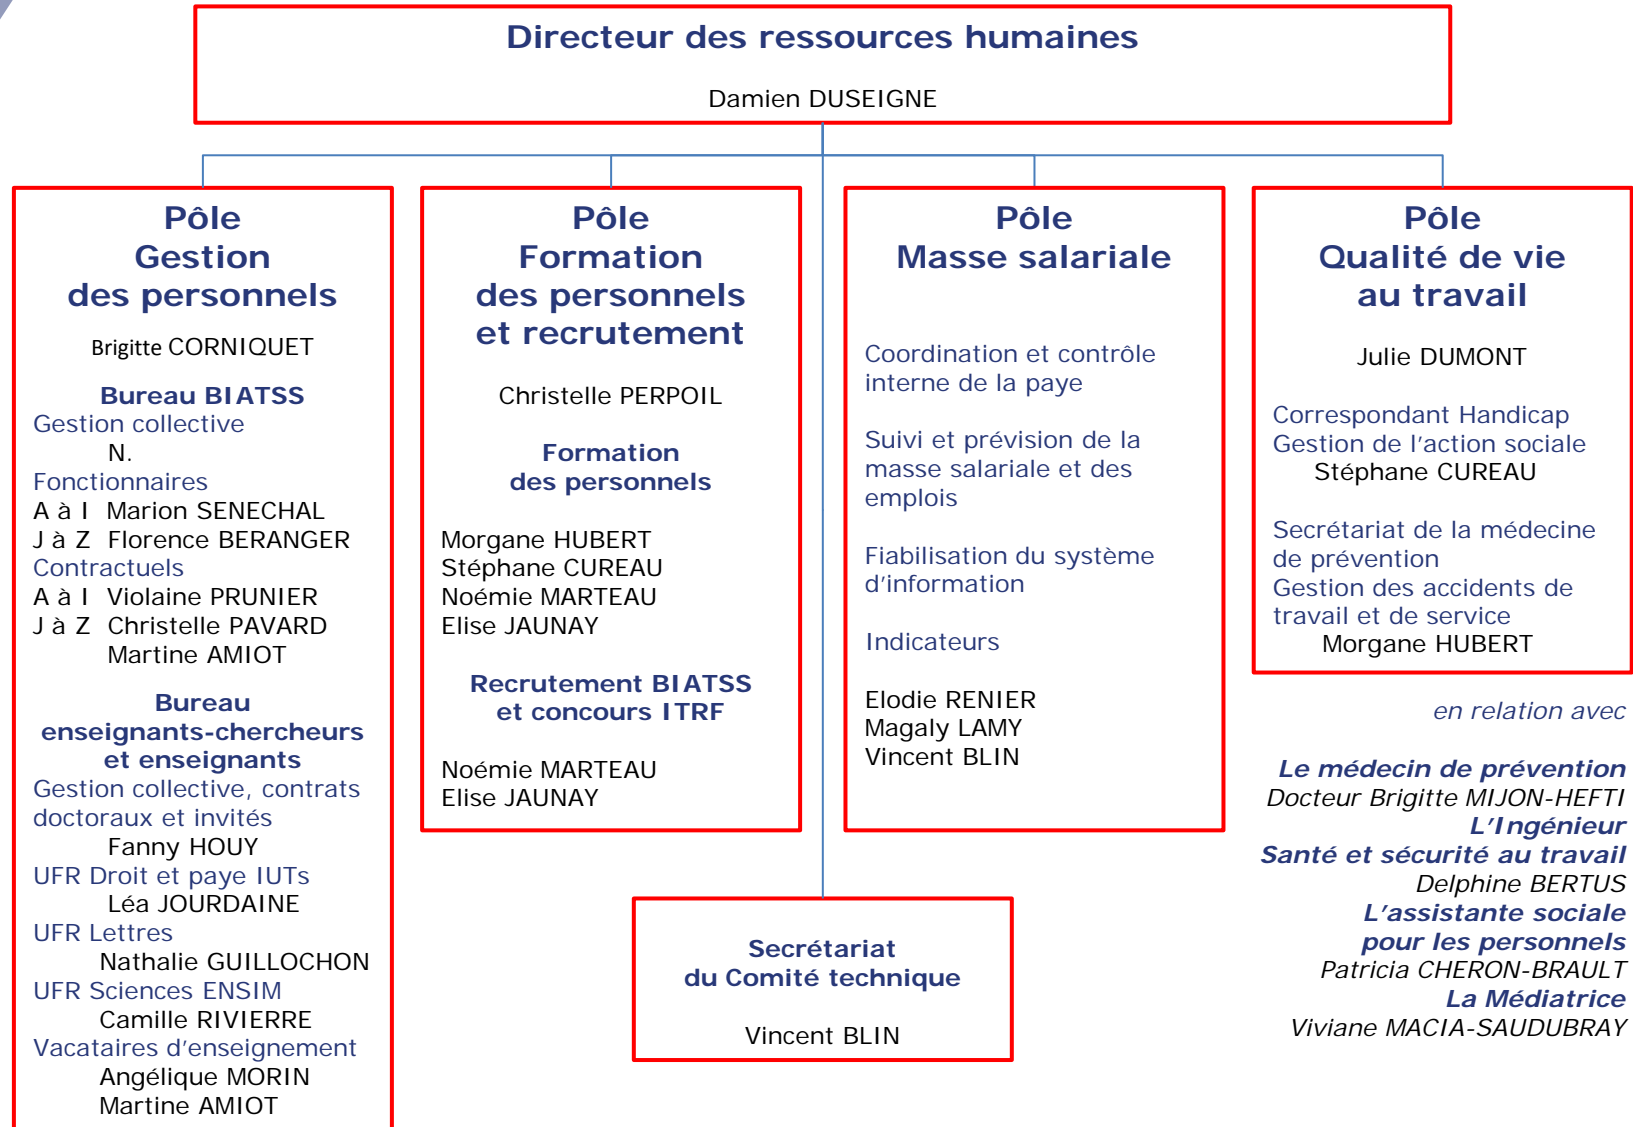 Directeur des ressources humaines
Damien DUSEIGNE
Pôle
Gestion
des personnels
Brigitte CORNIQUET
Bureau BIATSS
Gestion collective
N.
Fonctionnaires
A à I Marion SENECHAL
J à Z Florence BERANGER
Contractuels
A à I Violaine PRUNIER
J à Z Christelle PAVARD
Martine AMIOT
Bureau
enseignants-chercheurs
et enseignants
Gestion collective, contrats
doctoraux et invités
Fanny HOUY
UFR Droit et paye IUTs
Léa JOURDAINE
UFR Lettres
Nathalie GUILLOCHON
UFR Sciences ENSIM
Camille RIVIERRE
Vacataires d'enseignement
Angélique MORIN
Martine AMIOT
Pôle
Formation
des personnels
et recrutement
Christelle PERPOIL
Formation
des personnels
Morgane HUBERT
Stéphane CUREAU
Noémie MARTEAU
Elise JAUNAY
Recrutement BIATSS
et concours ITRF
Noémie MARTEAU
Elise JAUNAY
Pôle
Masse salariale
Coordination et contrôle
interne de la paye
Suivi et prévision de la
masse salariale et des
emplois
Fiabilisation du système
d'information
Indicateurs
Elodie RENIER
Magaly LAMY
Vincent BLIN
Secrétariat
du Comité technique
Vincent BLIN
Pôle
Qualité de vie
au travail
Julie DUMONT
Correspondant Handicap
Gestion de l'action sociale
Stéphane CUREAU
Secrétariat de la médecine
de prévention
Gestion des accidents de
travail et de service
Morgane HUBERT
en relation avec
Le médecin de prévention
Docteur Brigitte MIJON-HEFTI
L'Ingénieur
Santé et sécurité au travail
Delphine BERTUS
L'assistante sociale
pour les personnels
Patricia CHERON-BRAULT
La Médiatrice
Viviane MACIA-SAUDUBRAY